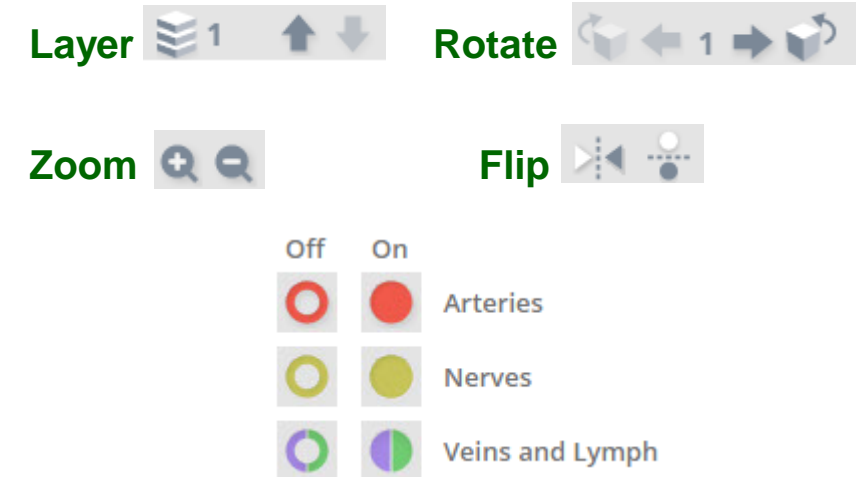 Layer 1 Rotate 1
Zoom Flip
Off On
Arteries
Nerves
Veins and Lymph